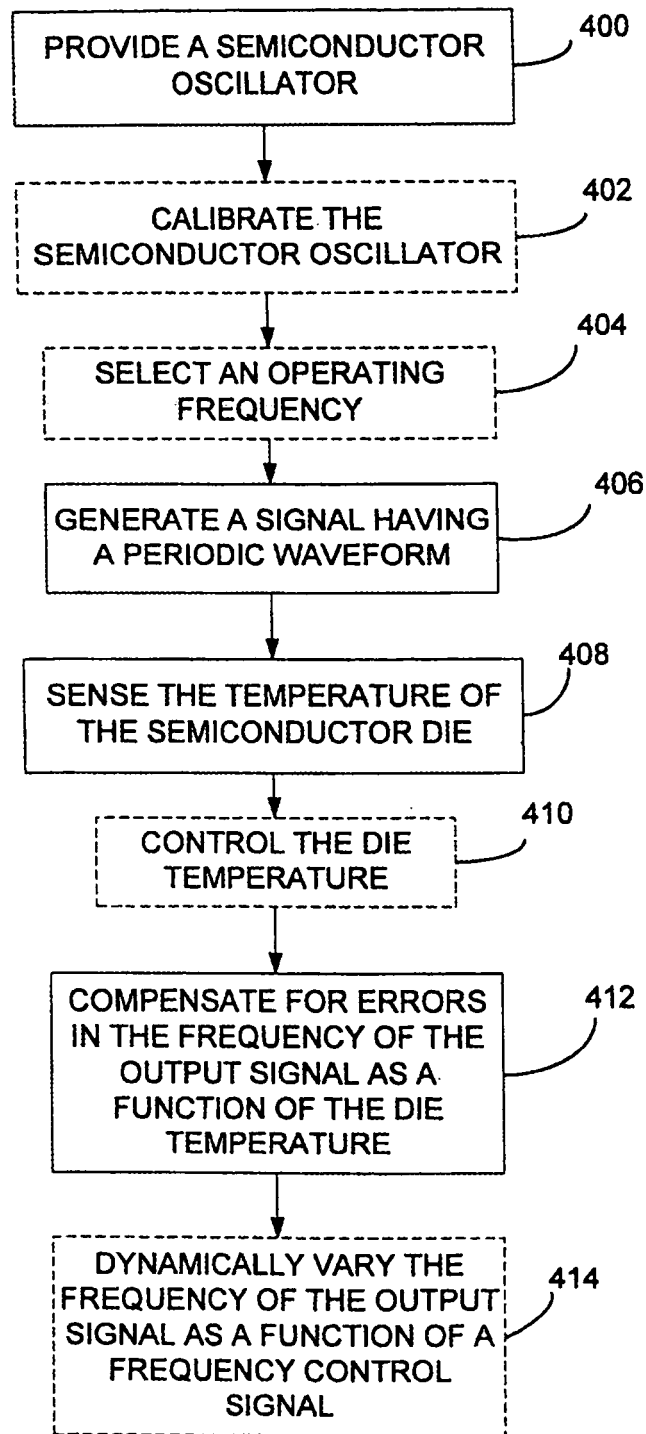 PROVIDE A SEMICONDUCTOR
OSCILLATOR
400
CALIBRATE THE
SEMICONDUCTOR OSCILLATOR
402
SELECT AN OPERATING
FREQUENCY
404
GENERATE A SIGNAL HAVING
A PERIODIC WAVEFORM
406
SENSE THE TEMPERATURE OF
THE SEMICONDUCTOR DIE
408
CONTROL THE DIE
TEMPERATURE
410
COMPENSATE FOR ERRORS
IN THE FREQUENCY OF THE
OUTPUT SIGNAL AS A
FUNCTION OF THE DIE
TEMPERATURE
412
DYNAMICALLY VARY THE
FREQUENCY OF THE OUTPUT
SIGNAL AS A FUNCTION OF A
FREQUENCY CONTROL
SIGNAL
414